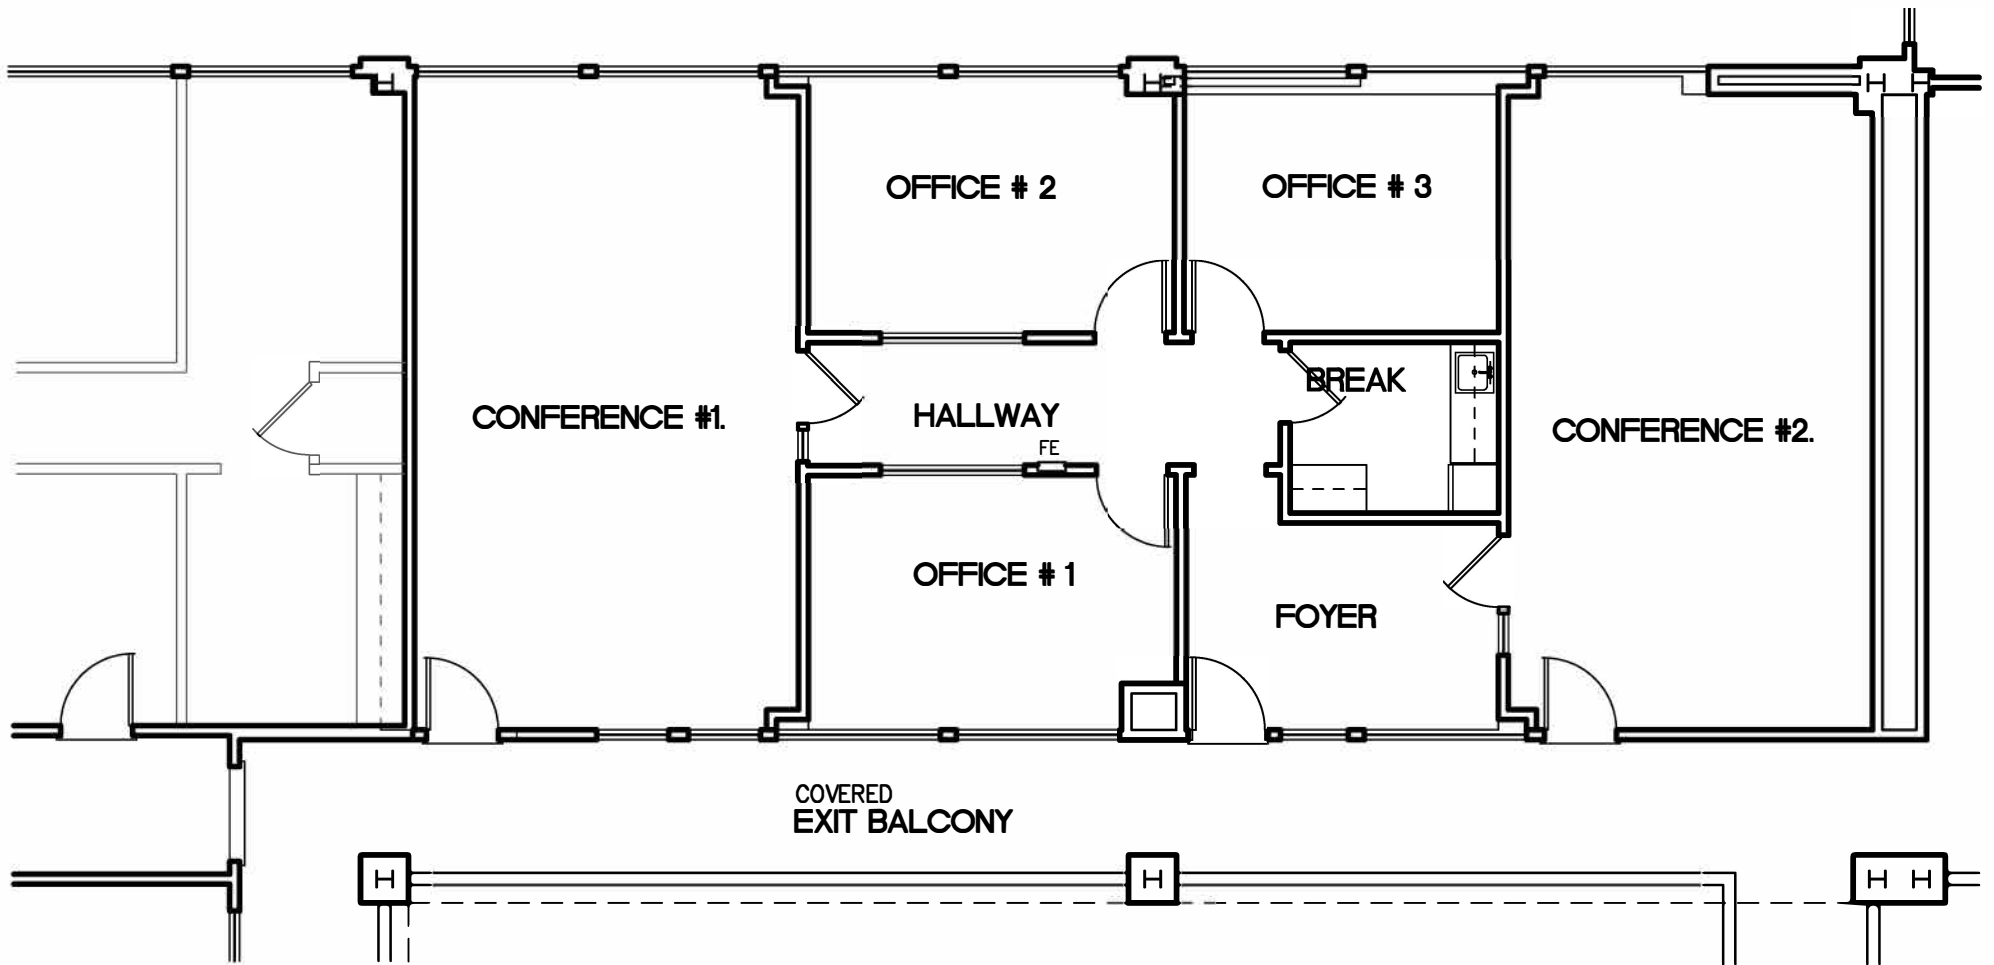 OFFICE # 2
OFFICE # 3
BREAK
CONFERENCE #1.
HALLWAY
CONFERENCE #2.
FE
OFFICE # 1
FOYER
COVERED
EXIT BALCONY